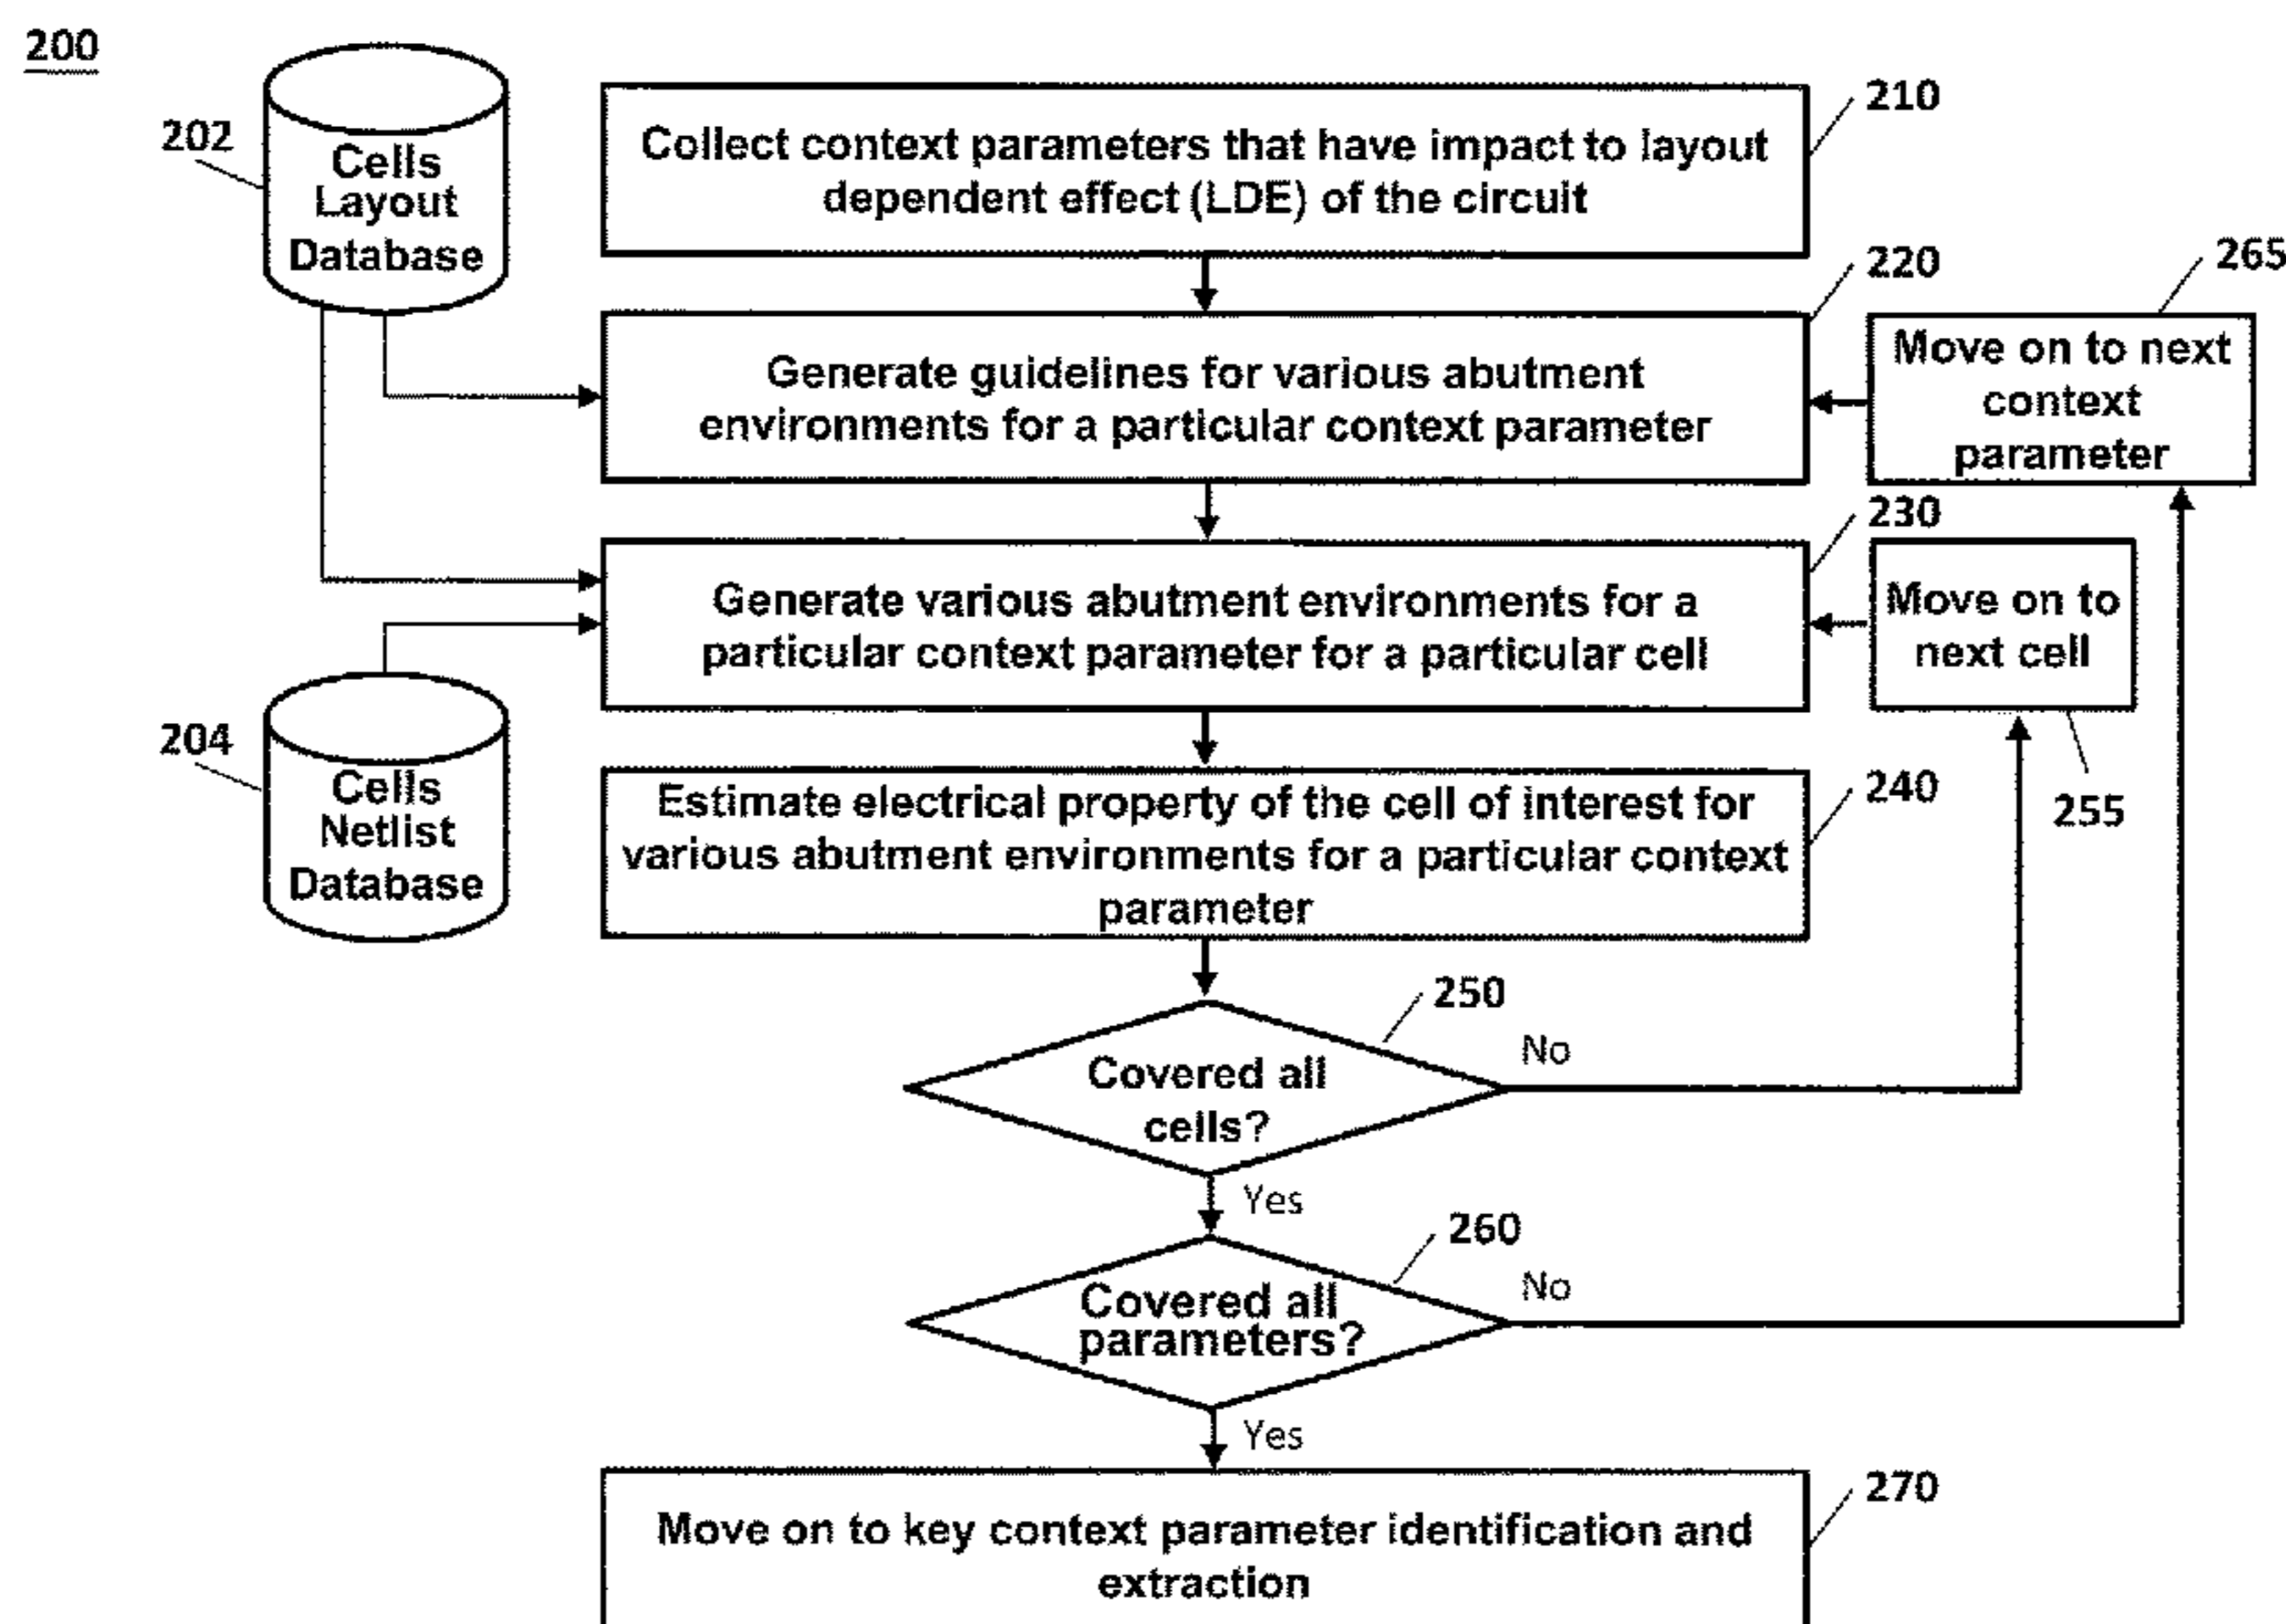 200
202
Cells
Layout
Database
Collect context parameters that have impact to layout
dependent effect (LDE) of the circuit
210
Generate guidelines for various abutment
environments for a particular context parameter
220
Move on to next
context
parameter
265
Generate various abutment environments for a
particular context parameter for a particular cell
230
Move on to
next cell
255
204
Cells
Netlist
Database
Estimate electrical property of the cell of interest for
various abutment environments for a particular context
parameter
240
Covered all
cells?
250
No
Yes
Covered all
parameters?
260
No
Yes
Move on to key context parameter identification and
extraction
270